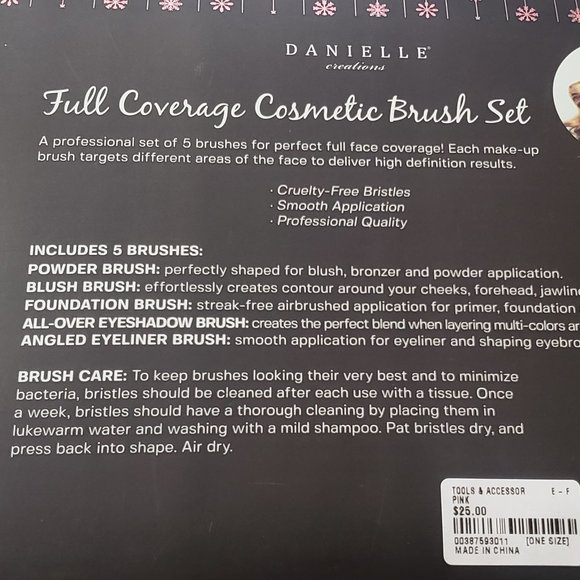 DANIELLE®
creations
Full Coverage Cosmetic Brush Set
A professional set of 5 brushes for perfect full face coverage! Each make-up
brush targets different areas of the face to deliver high definition results.
· Cruelty-Free Bristles
· Smooth Application
· Professional Quality
INCLUDES 5 BRUSHES:
POWDER BRUSH: perfectly shaped for blush, bronzer and powder application.
BLUSH BRUSH: effortlessly creates contour around your cheeks, forehead, jawlin
FOUNDATION BRUSH: streak-free airbrushed application for primer, foundation
ALL-OVER EYESHADOW BRUSH: creates the perfect blend when layering multi-colors ar
ANGLED EYELINER BRUSH: smooth application for eyeliner and shaping eyebro
BRUSH CARE: To keep brushes looking their very best and to minimize
bacteria, bristles should be cleaned after each use with a tissue. Once
a week, bristles should have a thorough cleaning by placing them in
lukewarm water and washing with a mild shampoo. Pat bristles dry, and
press back into shape. Air dry.
TOOLS & ACCESSOR E - F
PINK
$25.00
00387593011 [ONE SIZE]
MADE IN CHINA